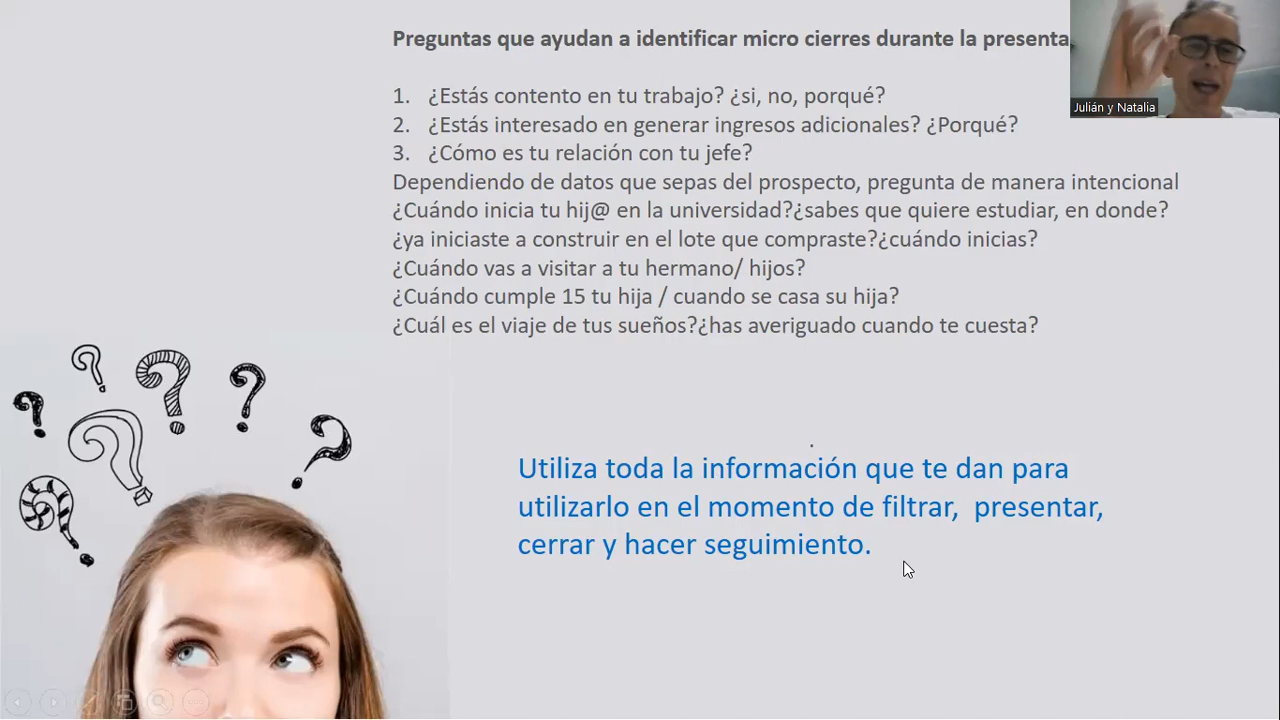 Preguntas que ayudan a identificar micro cierres durante la presenta
Julián y Natalia
1. ¿Estás contento en tu trabajo? ¿si, no, porqué?
2. ¿Estás interesado en generar ingresos adicionales? ¿Porqué?
3. ¿Cómo es tu relación con tu jefe?
Dependiendo de datos que sepas del prospecto, pregunta de manera intencional
¿Cuándo inicia tu hij@ en la universidad?¿sabes que quiere estudiar, en donde?
¿ya iniciaste a construir en el lote que compraste?¿cuándo inicias?
¿Cuándo vas a visitar a tu hermano/ hijos?
¿Cuándo cumple 15 tu hija / cuando se casa su hija?
¿Cuál es el viaje de tus sueños?¿has averiguado cuando te cuesta?
Utiliza toda la información que te dan para
utilizarlo en el momento de filtrar, presentar,
cerrar y hacer seguimiento.